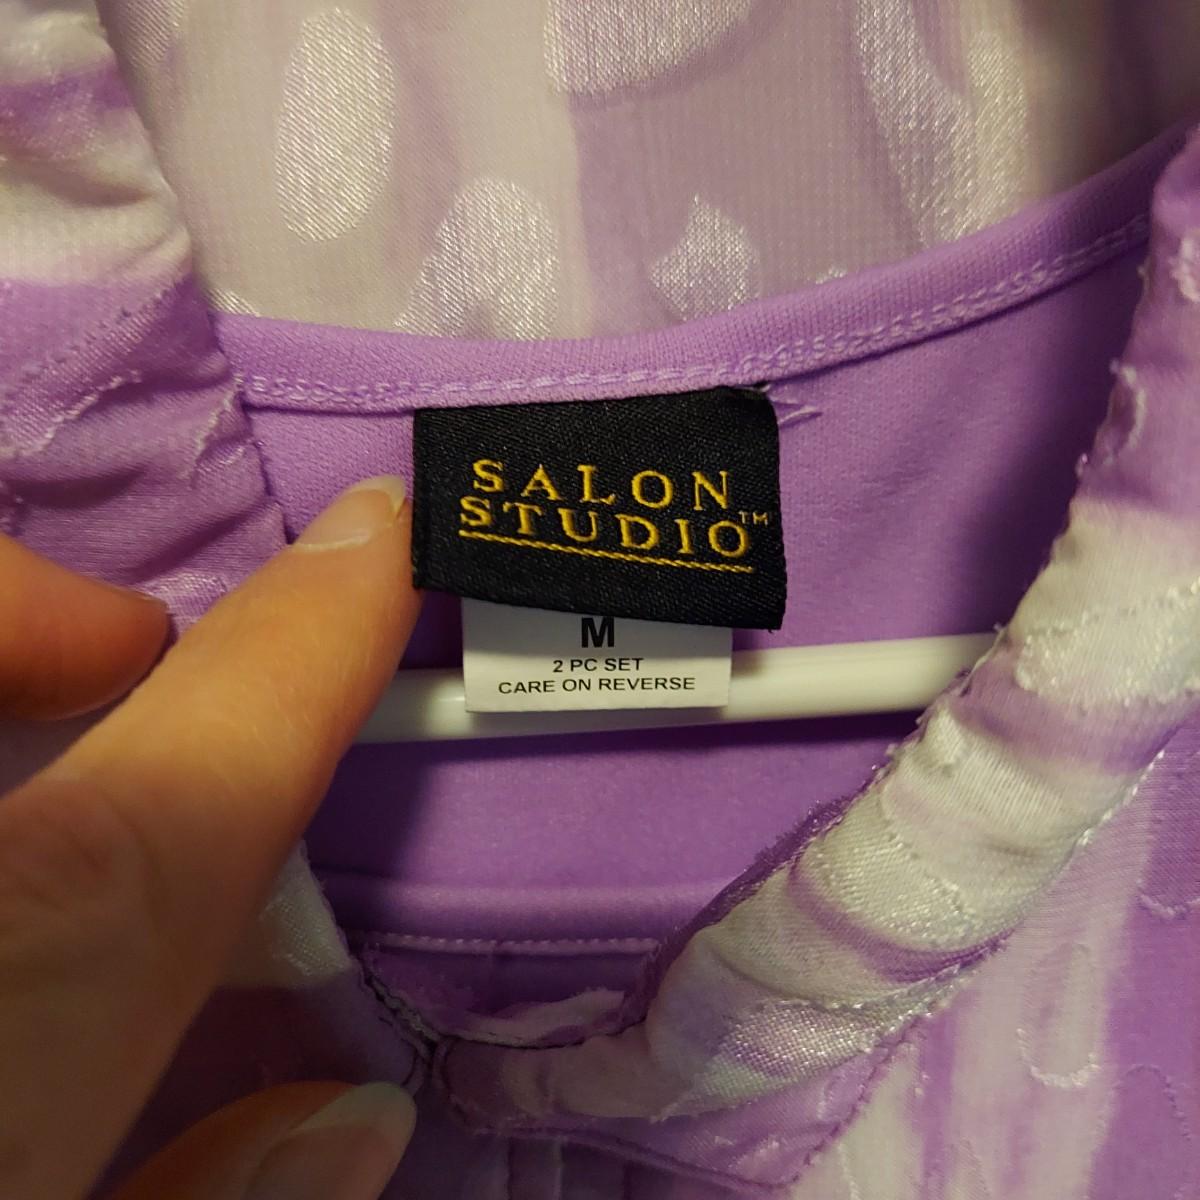 SALON
STUDIO™
M
2 PC SET
CARE ON REVERSE